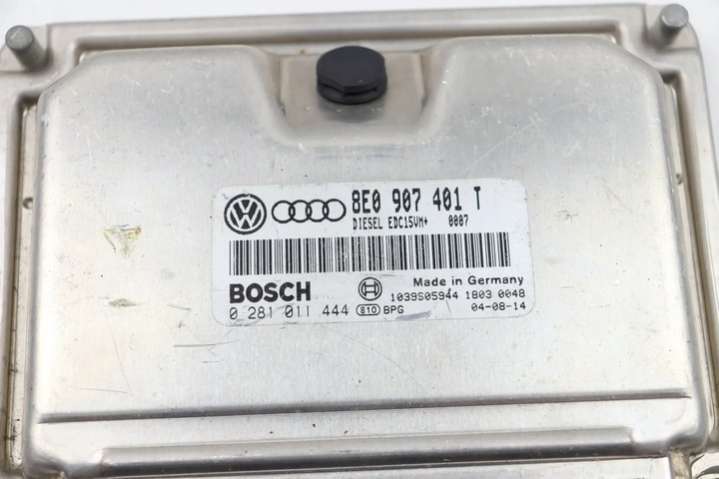 8E0 907 401 T
DIESEL EDC15VM+ 0007
BOSCH
Made in Germany
1039S05944 1803 0048
0 281 011 444 810 BPG 04-08-14